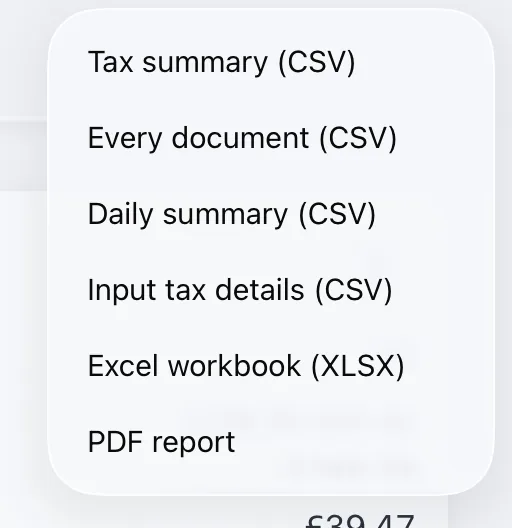 Tax summary (CSV)
Every document (CSV)
Daily summary (CSV)
Input tax details (CSV)
Excel workbook (XLSX)
PDF report
£39.47